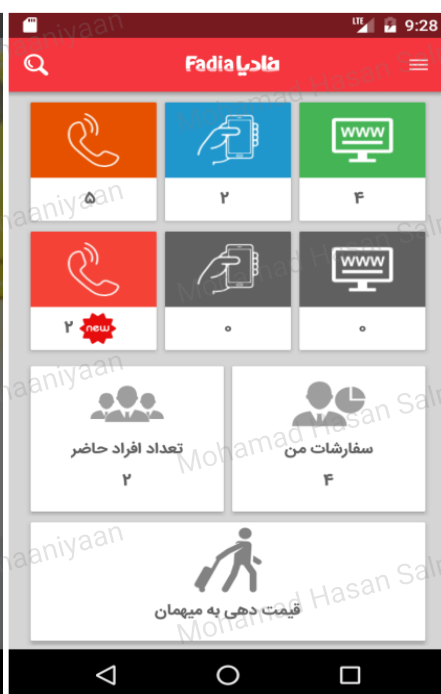 LTE 9:28
Fadia فادیا
WWW
۵ ۲ ۴
WWW
۲ new ۰ ۰
سفارشات من
۴
تعداد افراد حاضر
۲
قیمت دهی به میهمان
Mohamad Hasan Salmaaniyaan